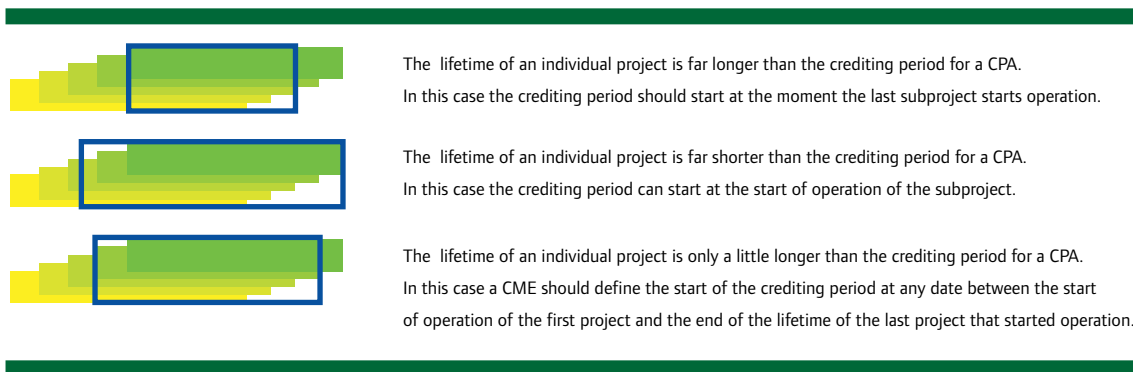 The lifetime of an individual project is far longer than the crediting period for a CPA.
In this case the crediting period should start at the moment the last subproject starts operation.
The lifetime of an individual project is far shorter than the crediting period for a CPA.
In this case the crediting period can start at the start of operation of the subproject.
The lifetime of an individual project is only a little longer than the crediting period for a CPA.
In this case a CME should define the start of the crediting period at any date between the start
of operation of the first project and the end of the lifetime of the last project that started operation.